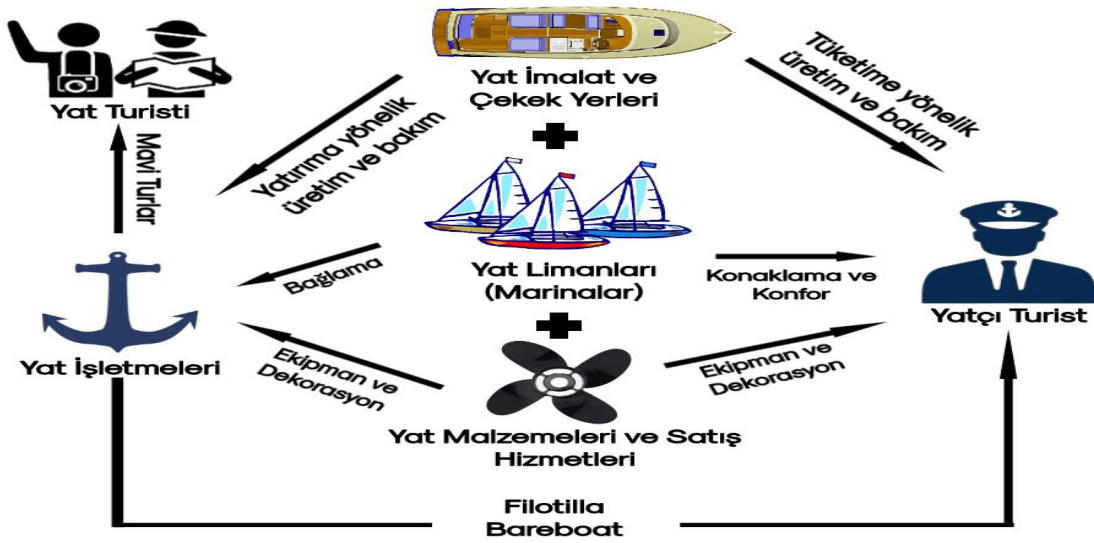 Yat İmalat ve
Çekek Yerleri
Yat Turisti
Mavi Turlar
Yatırıma yönelik
üretim ve bakım
Tüketime yönelik
üretim ve bakım
Yat Limanları
(Marinalar)
Bağlama
Konaklama ve
Konfor
Yatçı Turist
Yat İşletmeleri
Ekipman ve
Dekorasyon
Ekipman ve
Dekorasyon
Yat Malzemeleri ve Satış
Hizmetleri
Filotilla
Bareboat